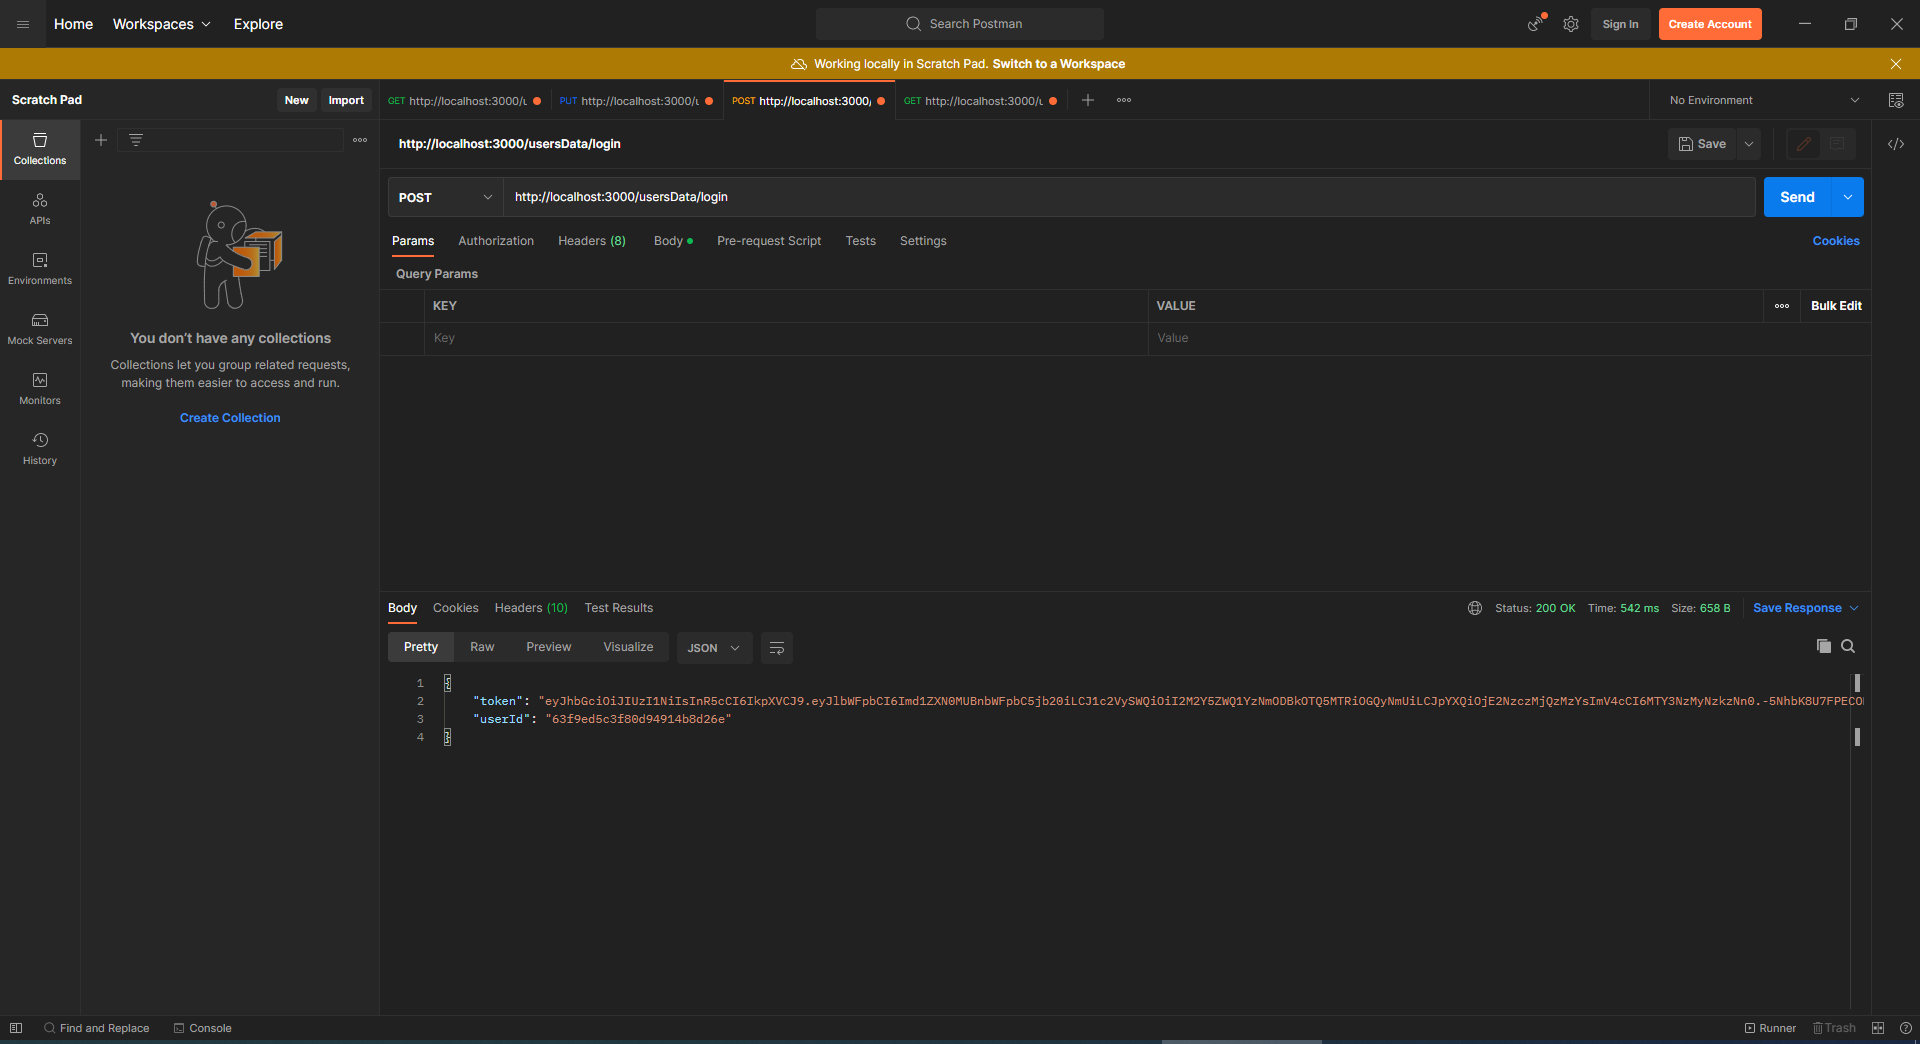 Home Workspaces Explore Search Postman Sign In Create Account
Working locally in Scratch Pad. Switch to a Workspace
Scratch Pad New Import GET http://localhost:3000/u PUT http://localhost:3000/u POST http://localhost:3000/ GET http://localhost:3000/u No Environment
http://localhost:3000/usersData/login Save
Collections
POST http://localhost:3000/usersData/login Send
APIs
Params Authorization Headers (8) Body Pre-request Script Tests Settings Cookies
Query Params
Environments
KEY VALUE Bulk Edit
Key Value
Mock Servers
Monitors
History
You don't have any collections
Collections let you group related requests,
making them easier to access and run.
Create Collection
Body Cookies Headers (10) Test Results Status: 200 OK Time: 542 ms Size: 658 B Save Response
Pretty Raw Preview Visualize JSON
1 {
2 "token": "eyJhbGciOiJIUzI1NiIsInR5cCI6IkpXVCJ9.eyJlbWFpbCI6Imd1ZXN0MUBnbWFpbC5jb20iLCJ1c2VySWQiOiI2M2Y5ZWQ1YzNmODBkOTQ5MTRiOGQyNmUiLCJpYXQiOjE2NzczMjQzMzYsImV4cCI6MTY3NzMyNzkzNn0.-5NhbK8U7FPECO
3 "userId": "63f9ed5c3f80d94914b8d26e"
4 }
Find and Replace Console Runner Trash